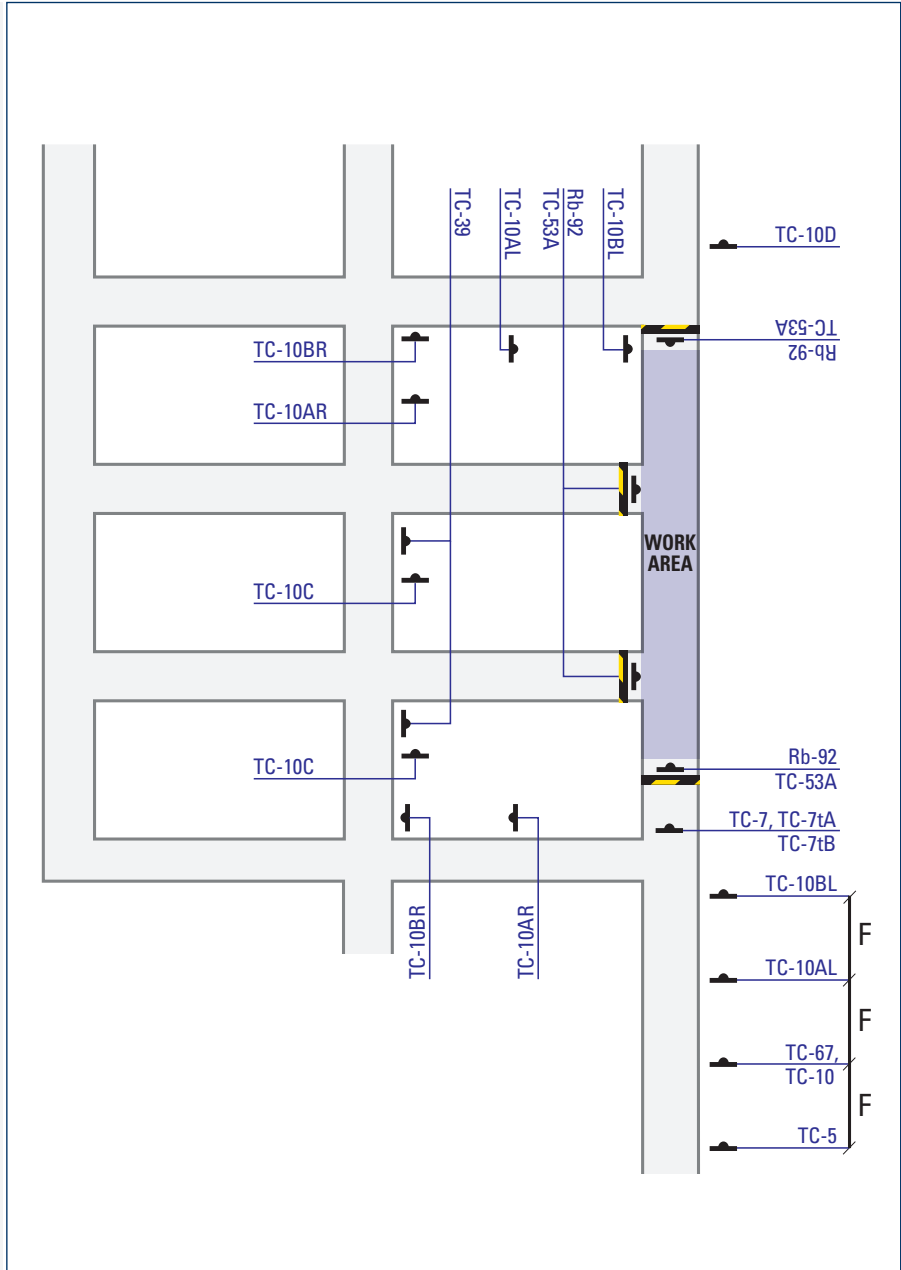 TC-39
TC-10AL
Rb-92
TC-53A
TC-10BL
TC-10D
TC-53A
Rb-92
TC-10BR
TC-10AR
WORK
AREA
TC-10C
TC-10C
Rb-92
TC-53A
TC-7, TC-7tA
TC-7tB
TC-10BL
F
TC-10BR
TC-10AR
TC-10AL
F
TC-67,
TC-10
F
TC-5